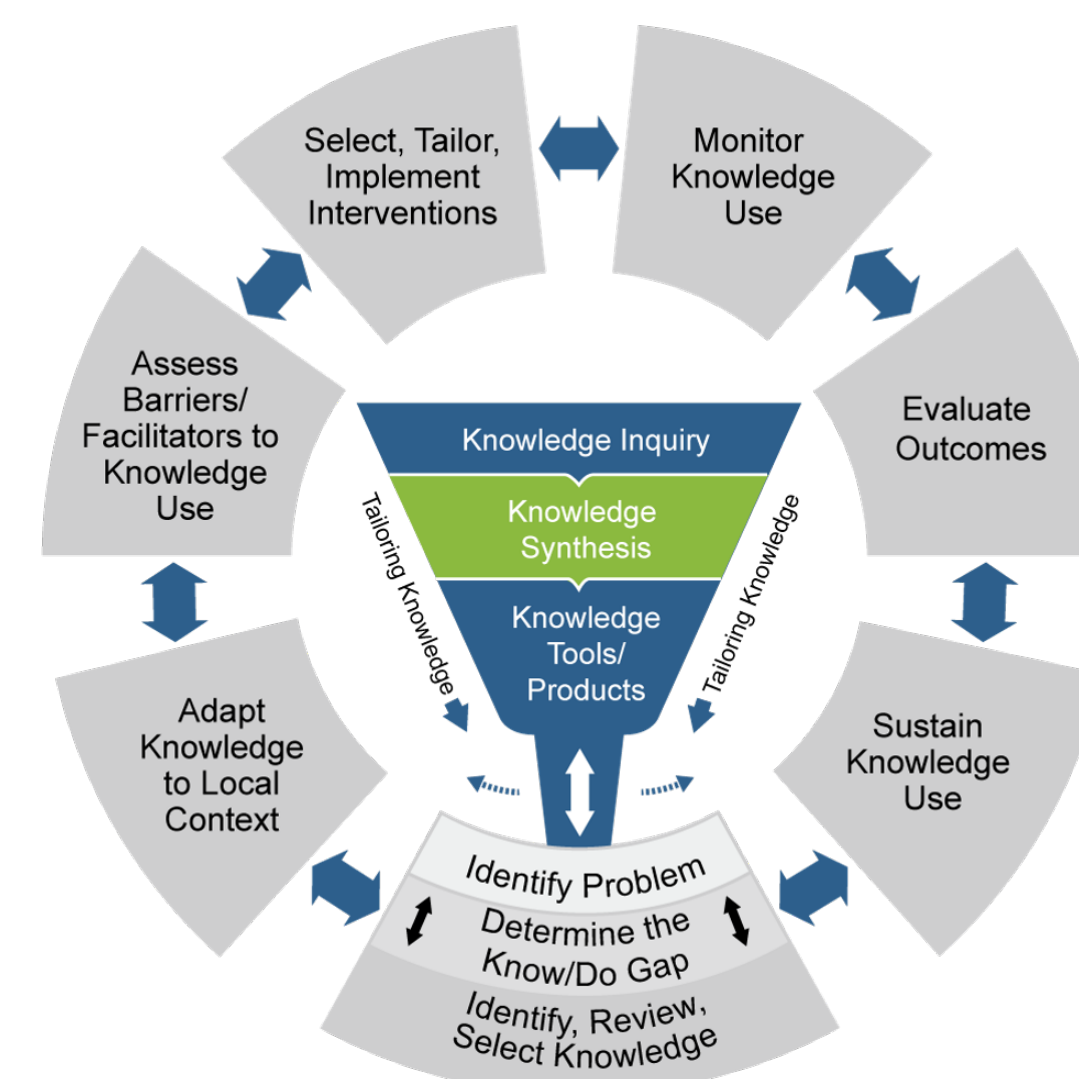 Select, Tailor,
Implement
Interventions
Monitor
Knowledge
Use
Assess
Barriers/
Facilitators to
Knowledge
Use
Evaluate
Outcomes
Knowledge Inquiry
Knowledge
Synthesis
Knowledge
Tools/
Products
Tailoring Knowledge
Tailoring Knowledge
Adapt
Knowledge
to Local
Context
Sustain
Knowledge
Use
Identify Problem
Determine the
Know/Do Gap
Identify, Review,
Select Knowledge